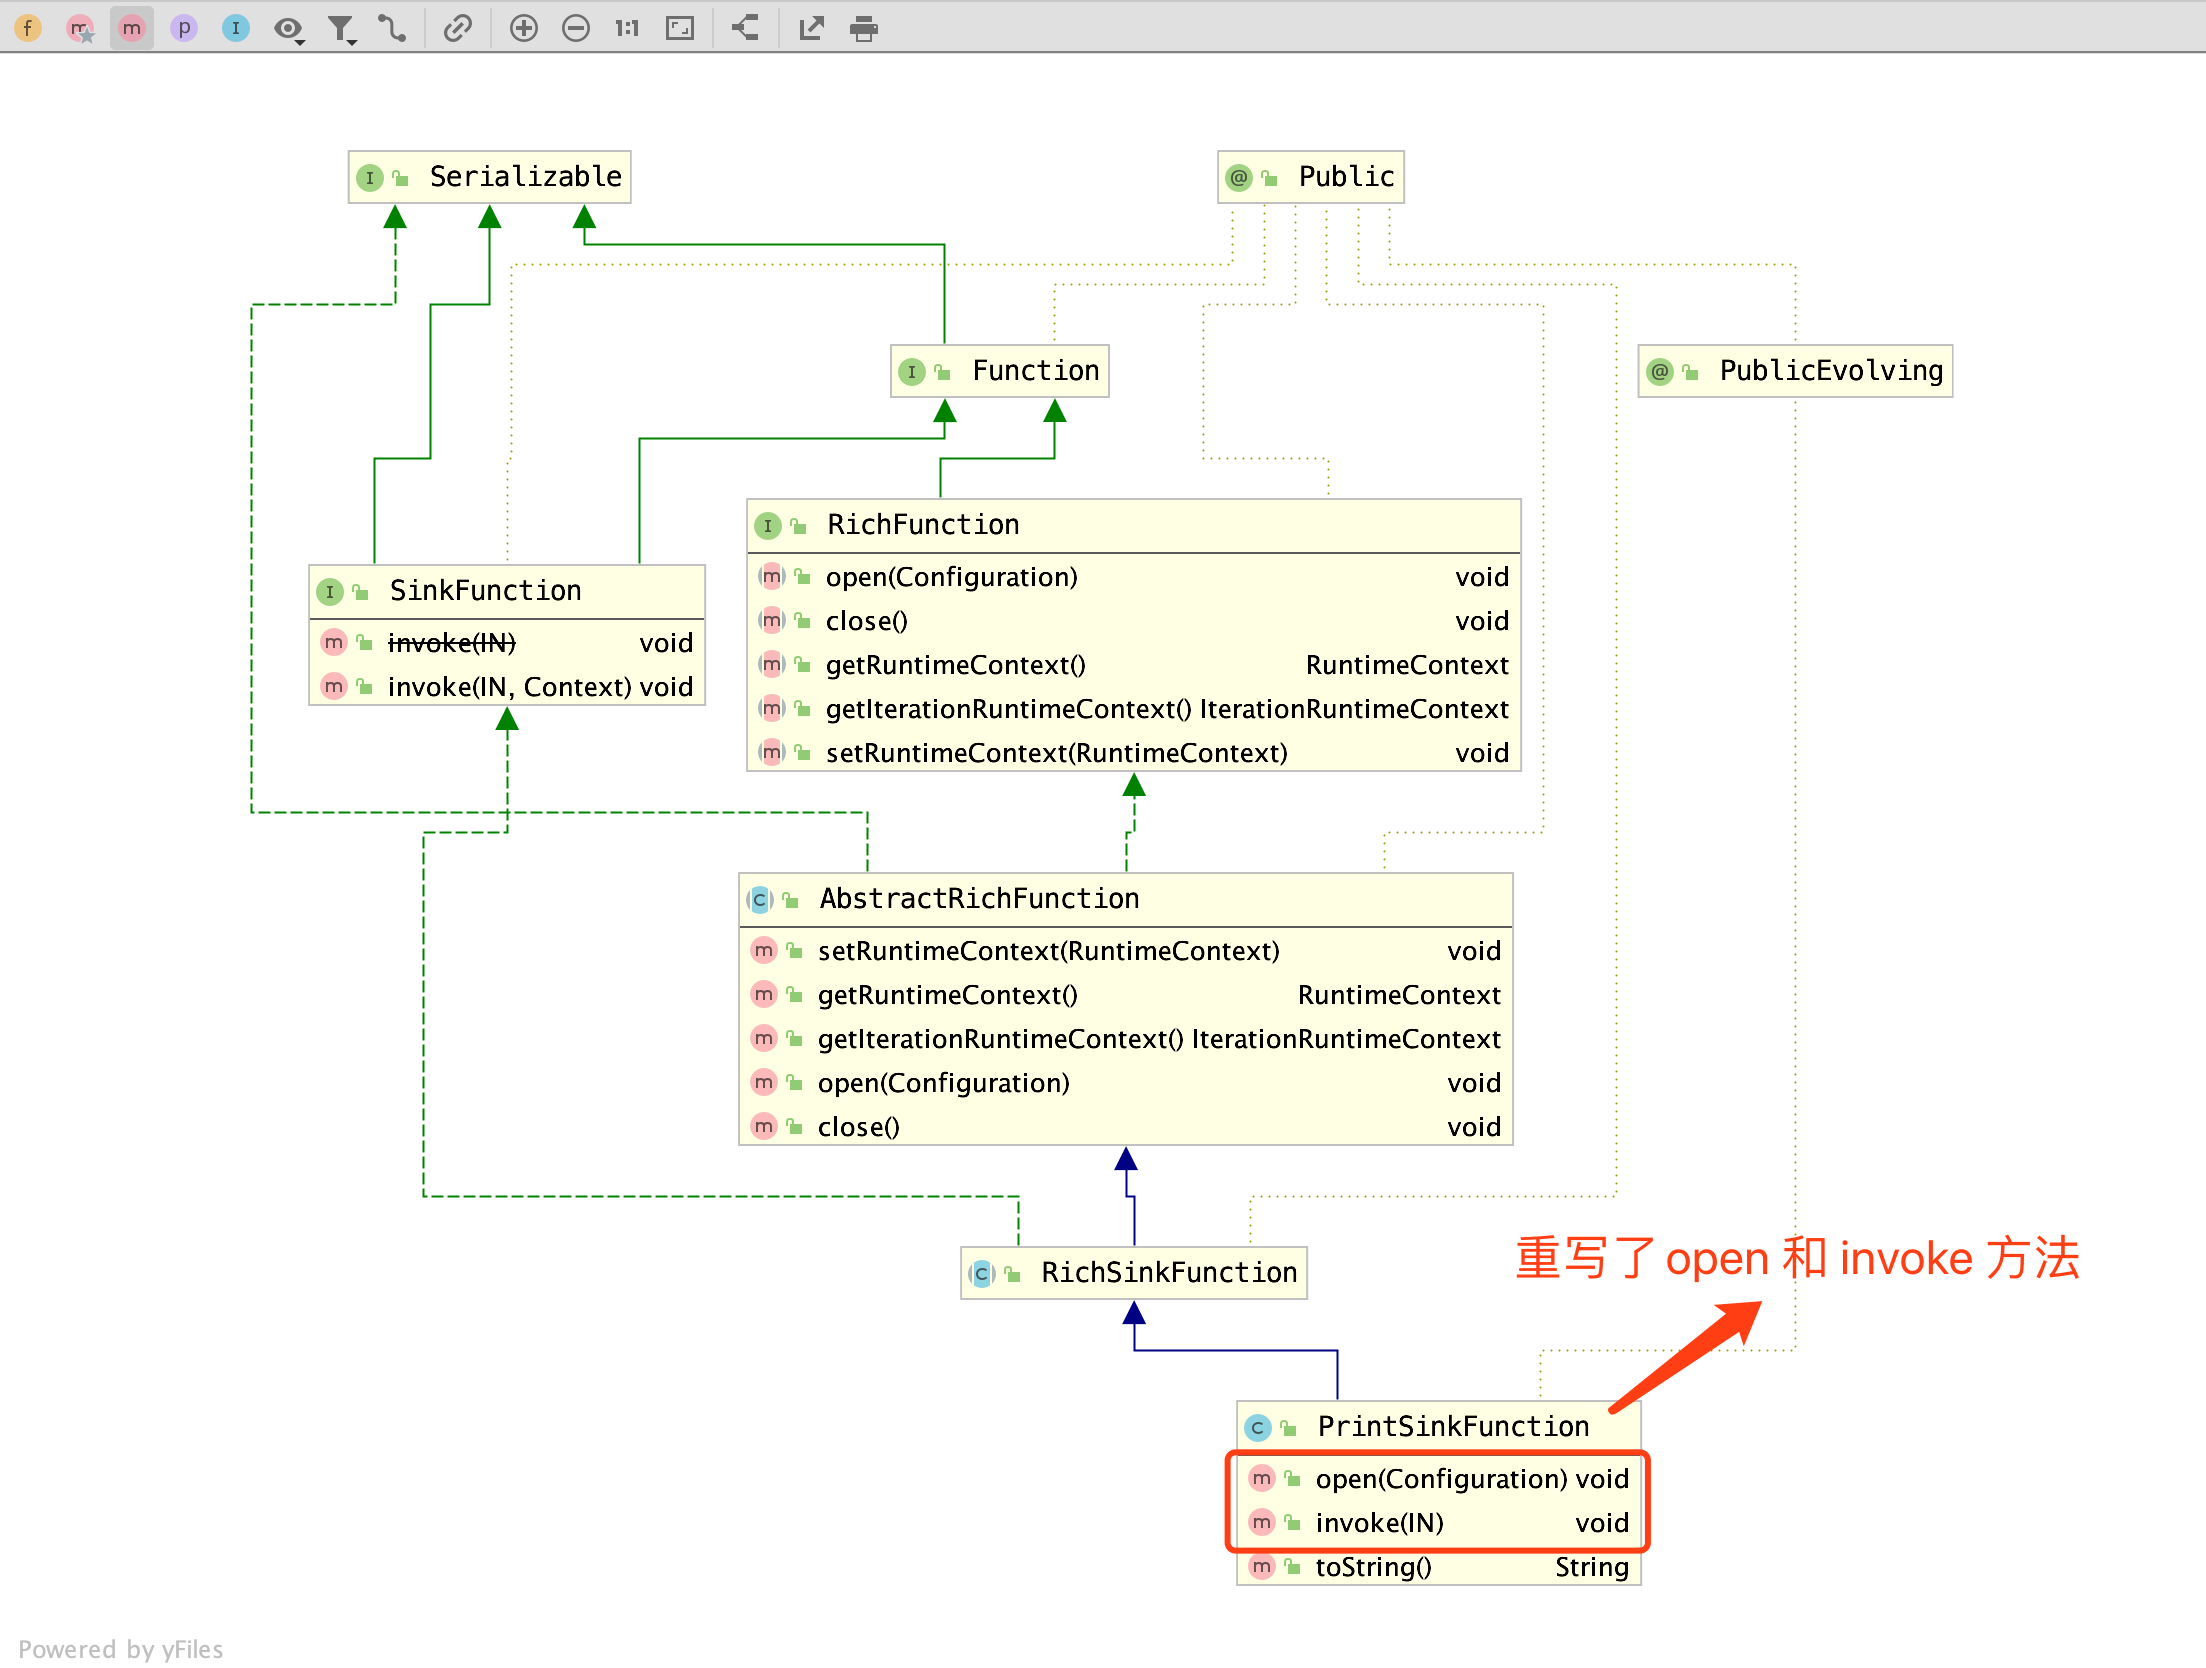 f m m p I 1:1
I Serializable
@ Public
I Function
@ PublicEvolving
I RichFunction
m open(Configuration) void
m close() void
m getRuntimeContext() RuntimeContext
m getIterationRuntimeContext() IterationRuntimeContext
m setRuntimeContext(RuntimeContext) void
I SinkFunction
m invoke(IN) void
m invoke(IN, Context) void
C AbstractRichFunction
m setRuntimeContext(RuntimeContext) void
m getRuntimeContext() RuntimeContext
m getIterationRuntimeContext() IterationRuntimeContext
m open(Configuration) void
m close() void
C RichSinkFunction
重写了 open 和 invoke 方法
C PrintSinkFunction
m open(Configuration) void
m invoke(IN) void
m toString() String
Powered by yFiles